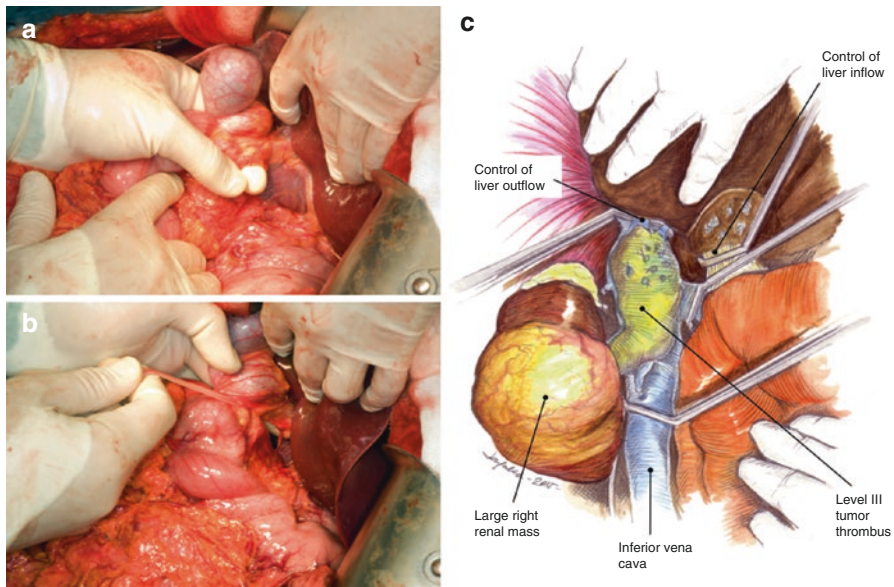 a
b
c
Control of
liver inflow
Control of
liver outflow
Large right
renal mass
Inferior vena
cava
Level III
tumor
thrombus